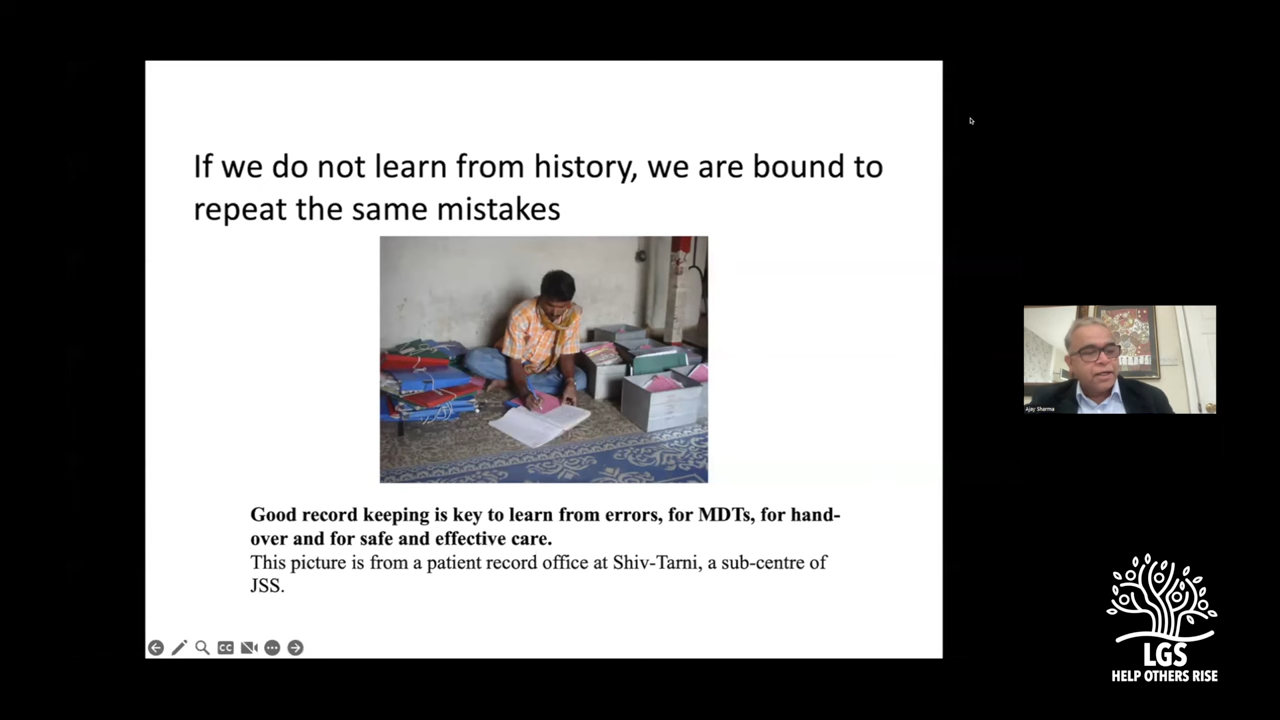 If we do not learn from history, we are bound to
repeat the same mistakes
Good record keeping is key to learn from errors, for MDTs, for hand-
over and for safe and effective care.
This picture is from a patient record office at Shiv-Tarni, a sub-centre of
JSS.
CC
Ajay Sharma
LGS
HELP OTHERS RISE